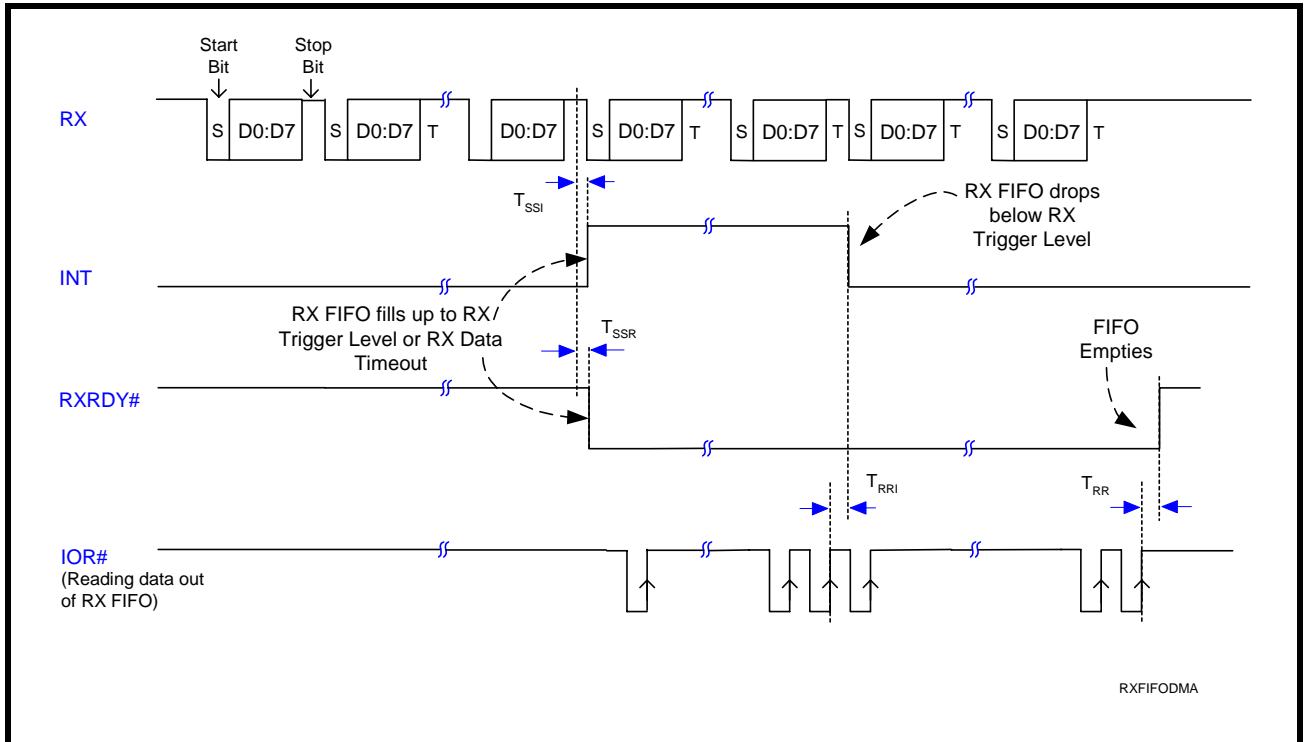 Start
Bit
Stop
Bit
RX
S D0:D7 S D0:D7 T D0:D7 S D0:D7 T S D0:D7 T S D0:D7 T S D0:D7 T
TSSI
RX FIFO drops
below RX
Trigger Level
INT
RX FIFO fills up to RX
Trigger Level or RX Data
Timeout
TSSR
FIFO
Empties
RXRDY#
TRRI
TRR
IOR#
(Reading data out
of RX FIFO)
RXFIFODMA